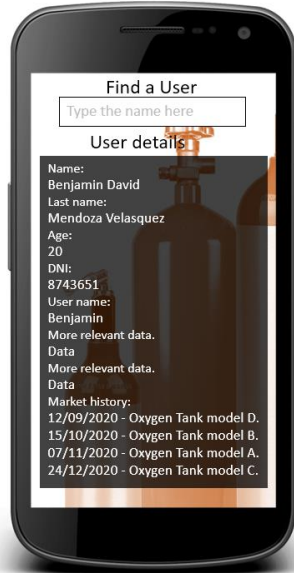 Find a User
Type the name here
User details
Name:
Benjamin David
Last name:
Mendoza Velasquez
Age:
20
DNI:
8743651
User name:
Benjamin
More relevant data.
Data
More relevant data.
Data
Market history:
12/09/2020 - Oxygen Tank model D.
15/10/2020 - Oxygen Tank model B.
07/11/2020 - Oxygen Tank model A.
24/12/2020 - Oxygen Tank model C.